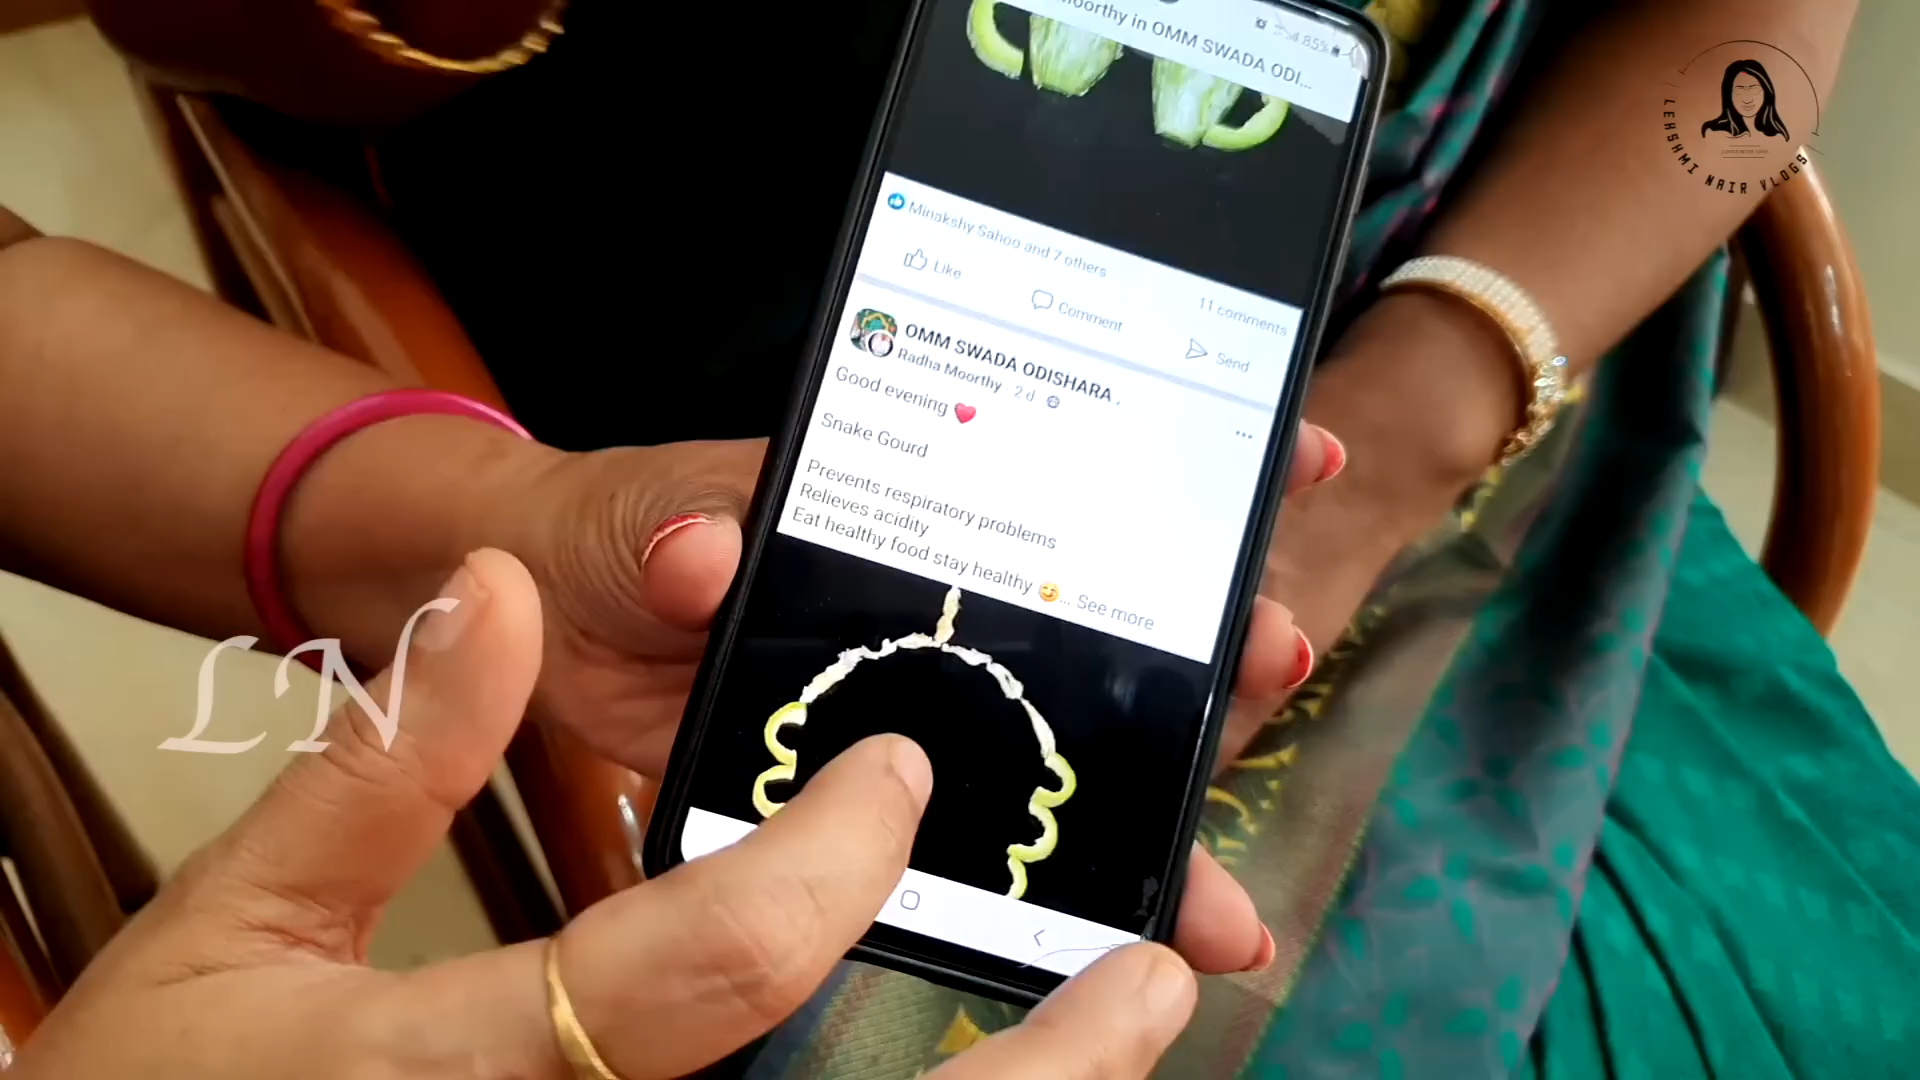 oorthy in OMM SWADA ODI...
85%
Minakshy Sahoo and 7 others
11 comments
Like
Comment
Send
OMM SWADA ODISHARA .
Radha Moorthy 2 d
Good evening ❤️
Snake Gourd
Prevents respiratory problems
Relieves acidity
Eat healthy food stay healthy 😊... See more
LEKSHMI NAIR VLOGS
LN